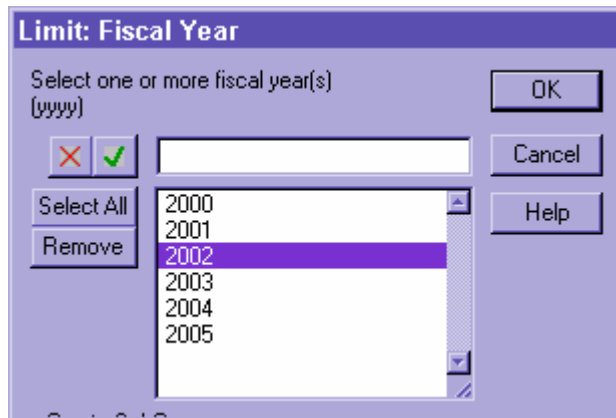 Limit: Fiscal Year
Select one or more fiscal year(s)
(yyyy)
OK
Cancel
Select All
Remove
Help
2000
2001
2002
2003
2004
2005